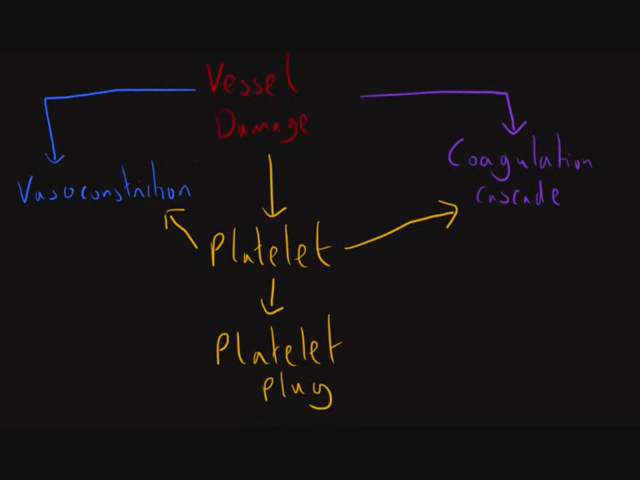 Vessel
Damage
Vasoconstriction
Coagulation
cascade
Platelet
Platelet
plug